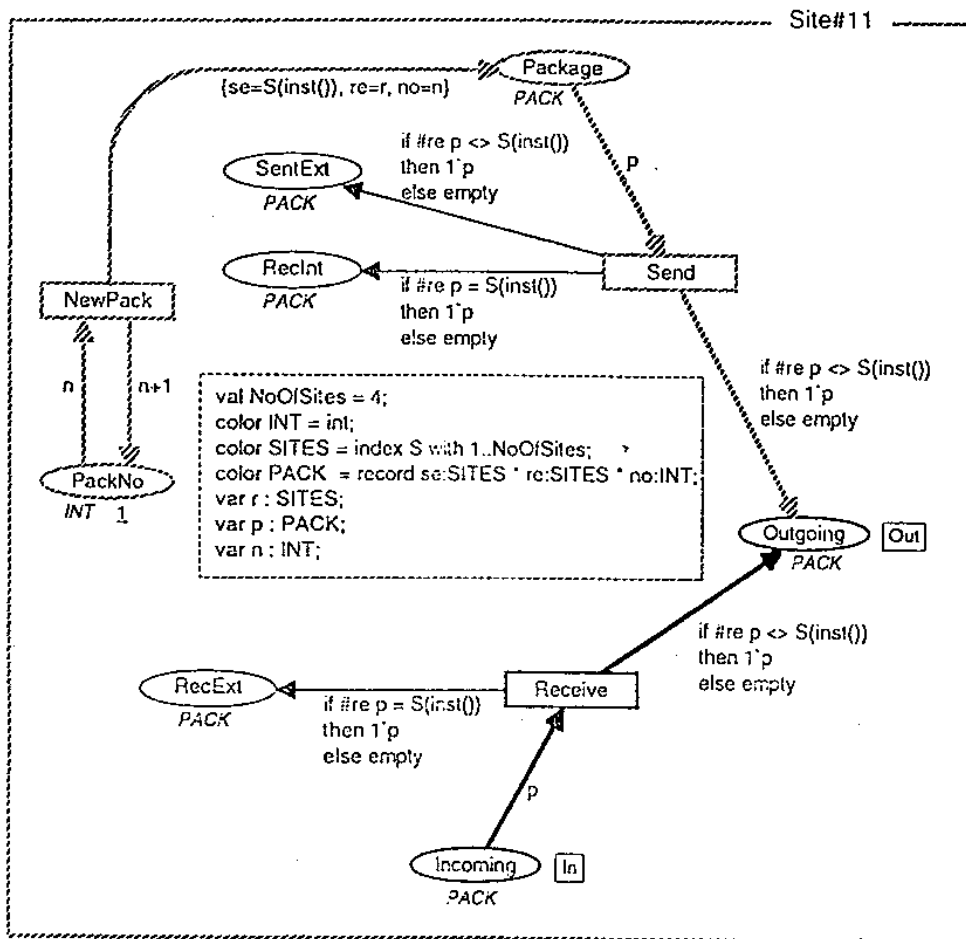 Site#11
Package
PACK
{se=S(inst()), re=r, no=n}
if #re p <> S(inst())
then 1`p
else empty
p
SentExt
PACK
RecInt
PACK
Send
if #re p = S(inst())
then 1`p
else empty
NewPack
n
n+1
if #re p <> S(inst())
then 1`p
else empty
val NoOfSites = 4;
color INT = int;
color SITES = index S with 1..NoOfSites;
color PACK = record se:SITES * re:SITES * no:INT;
var r : SITES;
var p : PACK;
var n : INT;
PackNo
INT 1
Outgoing
Out
PACK
if #re p <> S(inst())
then 1`p
else empty
RecExt
PACK
Receive
if #re p = S(inst())
then 1`p
else empty
p
Incoming
In
PACK